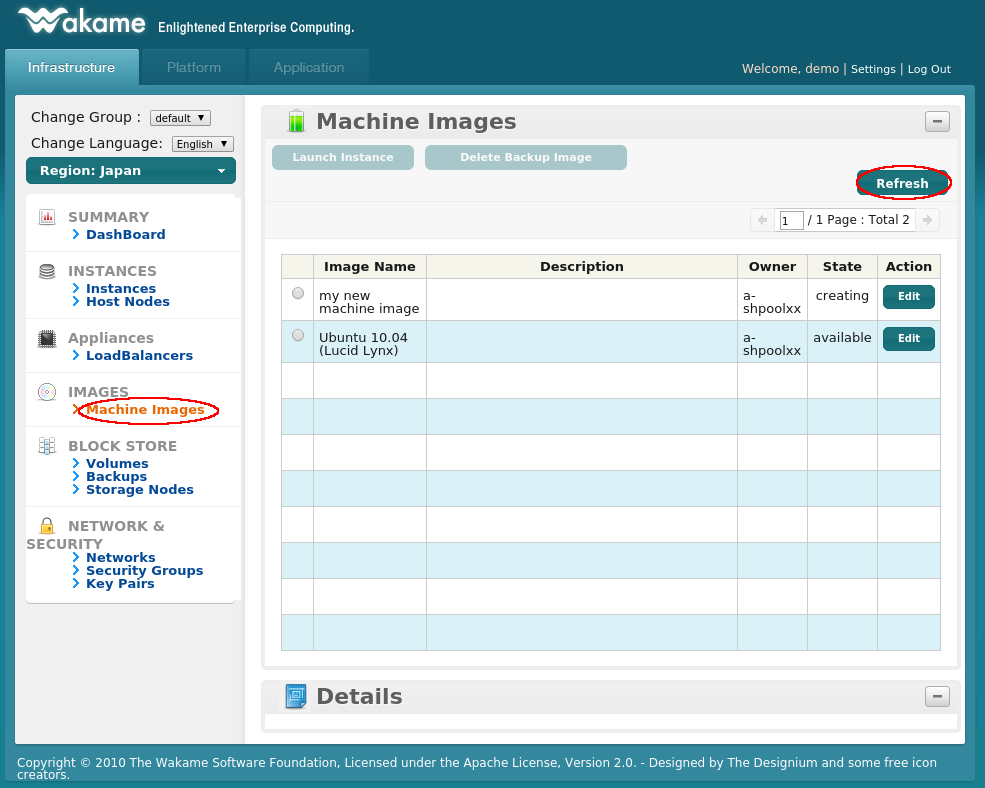 Wakame Enlightened Enterprise Computing.
Infrastructure Platform Application
Welcome, demo | Settings | Log Out
Change Group : default ▼
Change Language: English ▼
Region: Japan
SUMMARY
DashBoard
INSTANCES
Instances
Host Nodes
Appliances
LoadBalancers
IMAGES
Machine Images
BLOCK STORE
Volumes
Backups
Storage Nodes
NETWORK &
SECURITY
Networks
Security Groups
Key Pairs
Machine Images
Launch Instance Delete Backup Image
Refresh
1 / 1 Page : Total 2
Image Name Description Owner State Action
my new
machine image
a-
shpoolxx
creating
Edit
Ubuntu 10.04
(Lucid Lynx)
a-
shpoolxx
available
Edit
Details
Copyright © 2010 The Wakame Software Foundation, Licensed under the Apache License, Version 2.0. - Designed by The Designium and some free icon
creators.